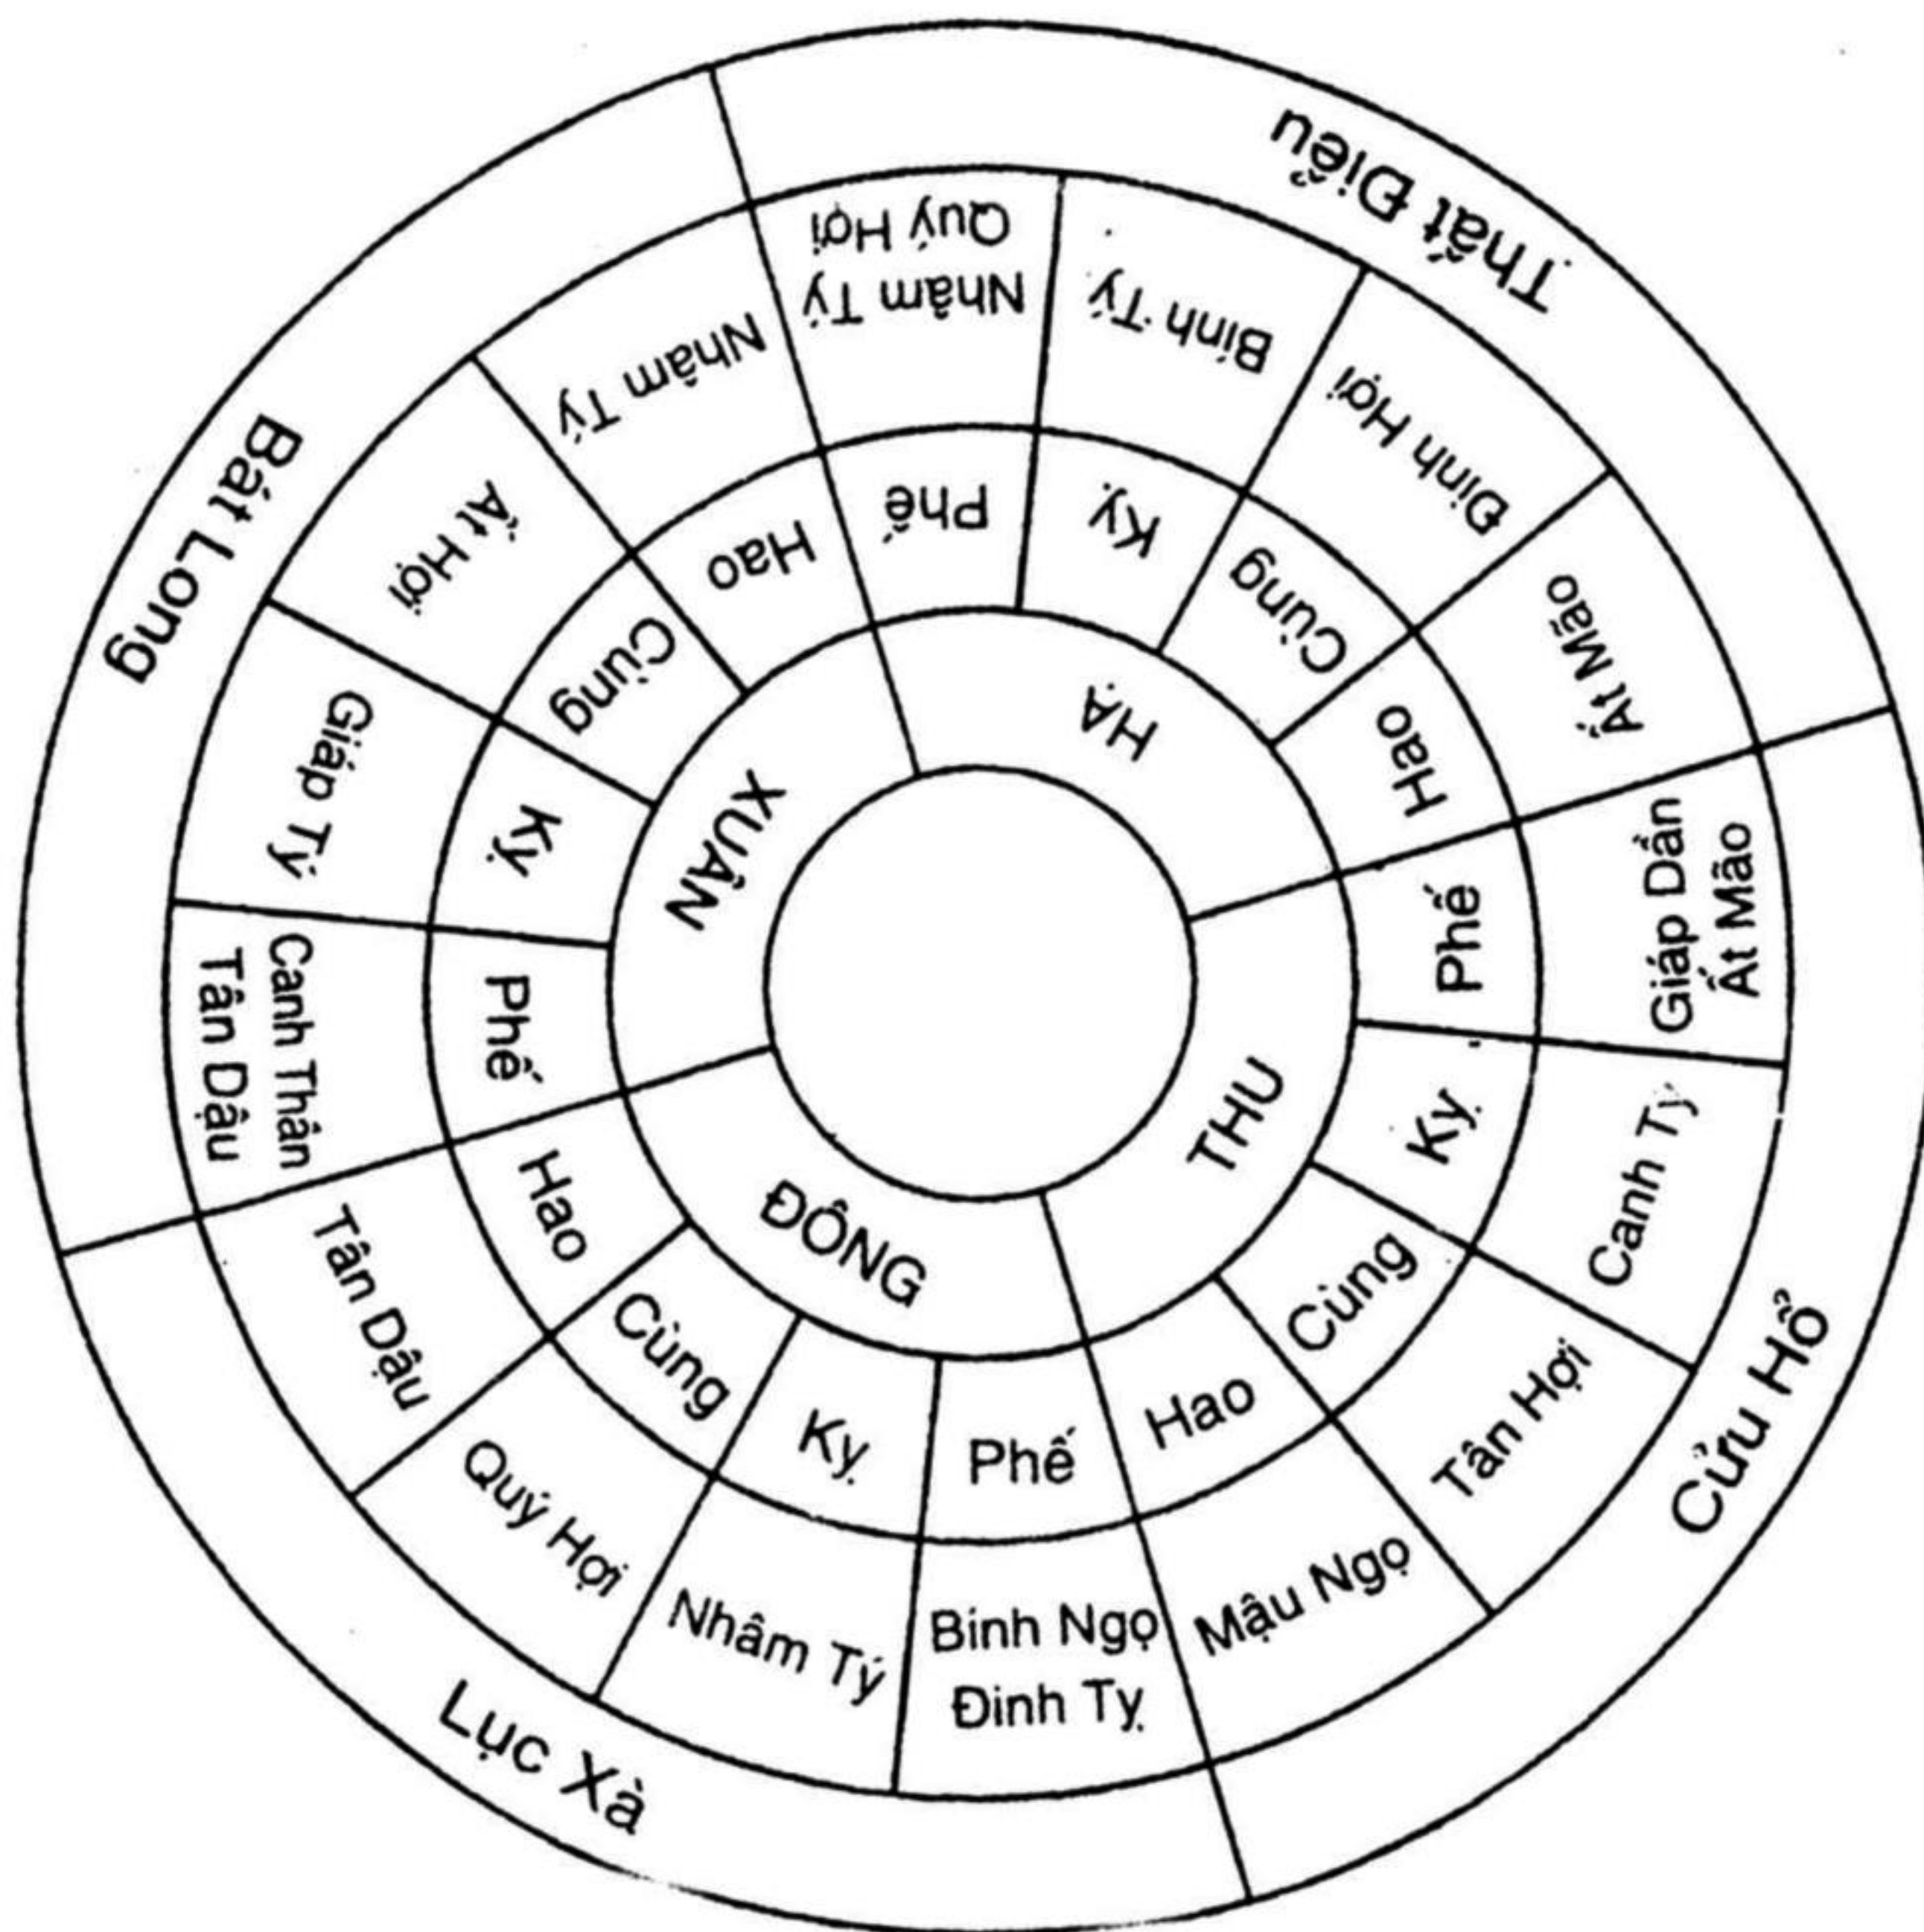 Bát Long
XUÂN
Phế
Canh Thân
Tân Dậu
Kỵ
Giáp Tý
Cùng
Ất Hợi
Hao
Nhâm Tý
Thất Điểu
HẠ
Phế
Nhâm Tý
Quý Hợi
Kỵ
Bính Tý
Cùng
Đinh Hợi
Hao
Ất Mão
Cửu Hổ
THU
Phế
Giáp Dần
Ất Mão
Kỵ
Canh Tý
Cùng
Tân Hợi
Hao
Mậu Ngọ
Lục Xà
ĐÔNG
Phế
Binh Ngọ
Đinh Tỵ
Kỵ
Nhâm Tý
Cùng
Quý Hợi
Hao
Tân Dậu